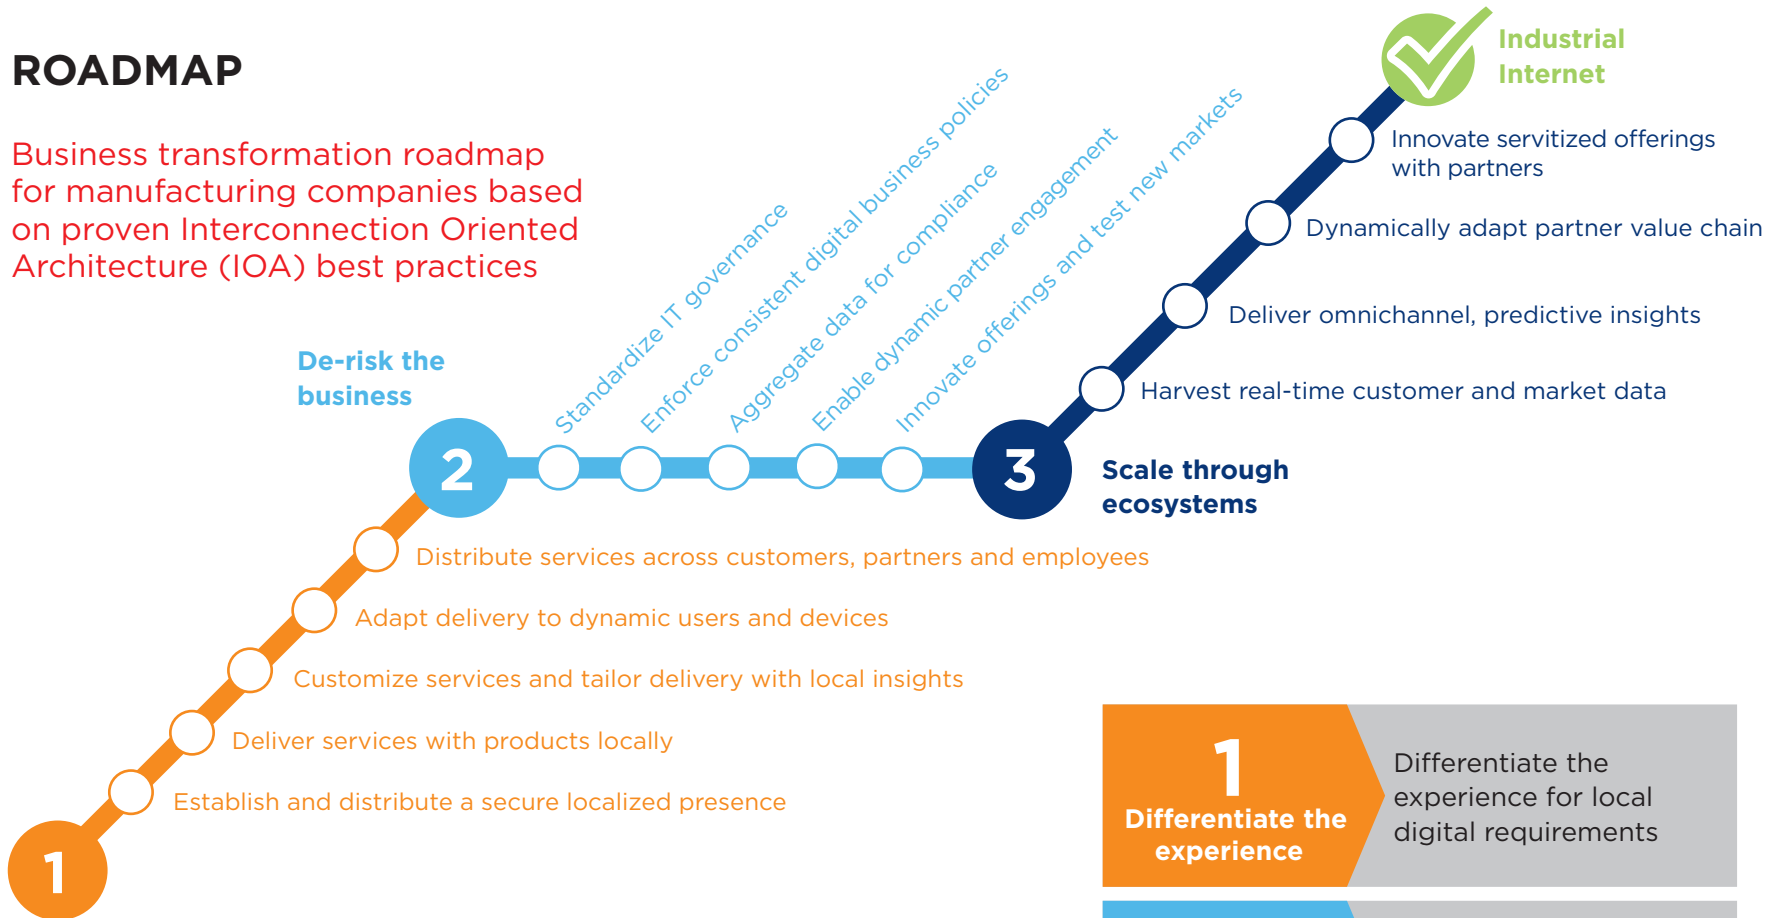 ROADMAP
Business transformation roadmap
for manufacturing companies based
on proven Interconnection Oriented
Architecture (IOA) best practices
Industrial
Internet
Innovate servitized offerings
with partners
Dynamically adapt partner value chain
Deliver omnichannel, predictive insights
Harvest real-time customer and market data
3
Scale through
ecosystems
Standardize IT governance
Enforce consistent digital business policies
Aggregate data for compliance
Enable dynamic partner engagement
Innovate offerings and test new markets
De-risk the
business
2
Distribute services across customers, partners and employees
Adapt delivery to dynamic users and devices
Customize services and tailor delivery with local insights
Deliver services with products locally
Establish and distribute a secure localized presence
1
1
Differentiate the
experience
Differentiate the
experience for local
digital requirements